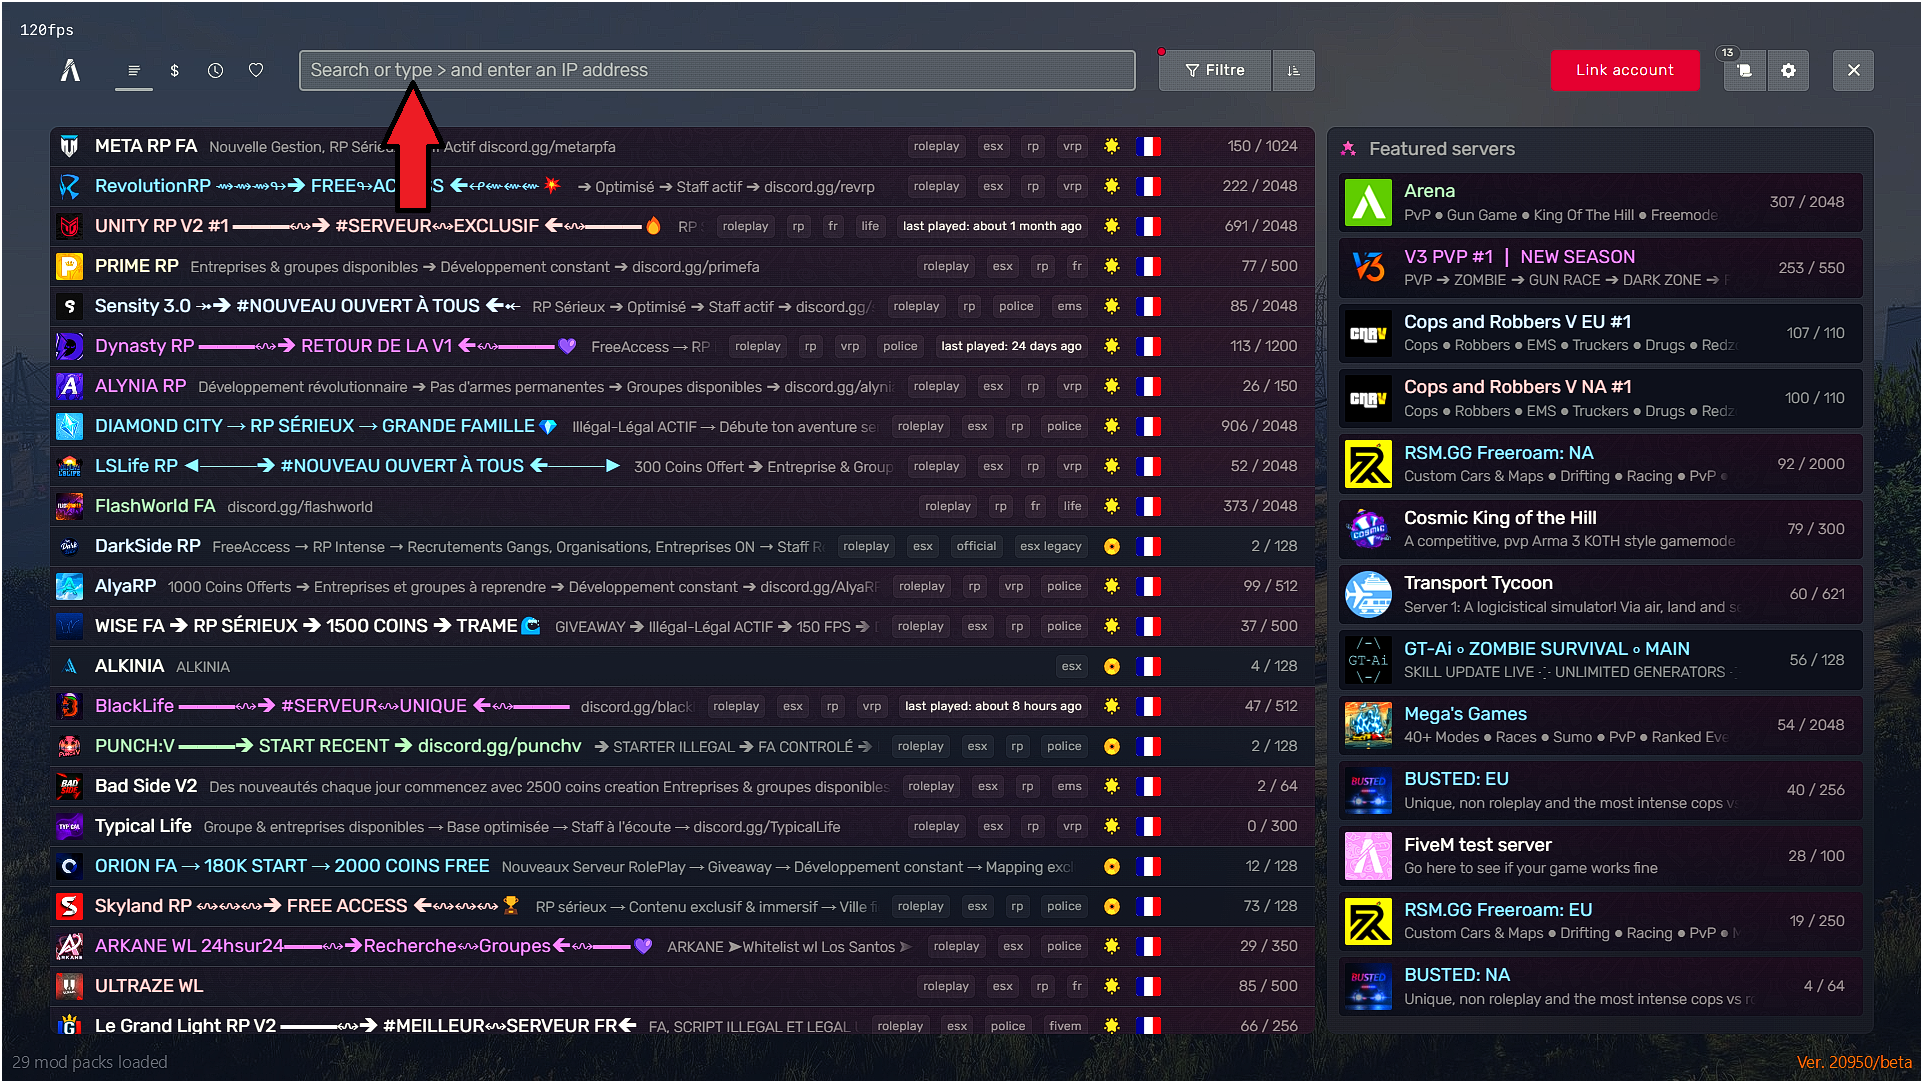 120fps
$
Search or type > and enter an IP address
Filtre
Link account
13
META RP FA Nouvelle Gestion, RP Actif discord.gg/metarpfa roleplay esx rp vrp 150 / 1024
RevolutionRP FREE ➔ Optimisé ➔ Staff actif ➔ discord.gg/revrp roleplay esx rp vrp 222 / 2048
UNITY RP V2 #1 #SERVEUR EXCLUSIF RP roleplay rp fr life last played: about 1 month ago 691 / 2048
PRIME RP Entreprises & groupes disponibles ➔ Développement constant ➔ discord.gg/primefa roleplay esx rp fr 77 / 500
Sensity 3.0 #NOUVEAU OUVERT À TOUS RP Sérieux ➔ Optimisé ➔ Staff actif ➔ discord.gg/ roleplay rp police ems 85 / 2048
Dynasty RP RETOUR DE LA V1 FreeAccess → RP roleplay rp vrp police last played: 24 days ago 113 / 1200
ALYNIA RP Développement révolutionnaire ➔ Pas d'armes permanentes ➔ Groupes disponibles ➔ discord.gg/alynia roleplay esx rp vrp 26 / 150
DIAMOND CITY → RP SÉRIEUX → GRANDE FAMILLE Illégal-Légal ACTIF → Débute ton aventure roleplay esx rp police 906 / 2048
LSLife RP #NOUVEAU OUVERT À TOUS 300 Coins Offert ➔ Entreprise & Group roleplay esx rp vrp 52 / 2048
FlashWorld FA discord.gg/flashworld roleplay rp fr life 373 / 2048
DarkSide RP FreeAccess → RP Intense → Recrutements Gangs, Organisations, Entreprises ON → Staff roleplay esx official esx legacy 2 / 128
AlyaRP 1000 Coins Offerts ➔ Entreprises et groupes à reprendre ➔ Développement constant ➔ discord.gg/AlyaRP roleplay rp vrp police 99 / 512
WISE FA ➔ RP SÉRIEUX ➔ 1500 COINS ➔ TRAME GIVEAWAY ➔ Illégal-Légal ACTIF ➔ 150 FPS ➔ roleplay esx rp police 37 / 500
ALKINIA ALKINIA esx 4 / 128
BlackLife #SERVEUR UNIQUE discord.gg/black roleplay esx rp vrp last played: about 8 hours ago 47 / 512
PUNCH:V START RECENT ➔ discord.gg/punchv ➔ STARTER ILLEGAL ➔ FA CONTROLÉ ➔ roleplay esx rp police 2 / 128
Bad Side V2 Des nouveautés chaque jour commencez avec 2500 coins creation Entreprises & groupes disponibles roleplay esx rp ems 2 / 64
Typical Life Groupe & entreprises disponibles → Base optimisée → Staff à l'écoute → discord.gg/TypicalLife roleplay esx rp vrp 0 / 300
ORION FA → 180K START → 2000 COINS FREE Nouveaux Serveur RolePlay → Giveaway → Développement constant → Mapping roleplay esx rp police 12 / 128
Skyland RP FREE ACCESS RP sérieux → Contenu exclusif & immersif → Ville roleplay esx rp police 73 / 128
ARKANE WL 24hsur24 Recherche Groupes ARKANE ➤Whitelist wl Los Santos ➤ roleplay esx police 29 / 350
ULTRAZE WL roleplay esx rp fr 85 / 500
Le Grand Light RP V2 #MEILLEUR SERVEUR FR FA, SCRIPT ILLEGAL ET LEGAL roleplay esx police fivem 66 / 256
Featured servers
Arena 307 / 2048
PvP ● Gun Game ● King Of The Hill ● Freemode
V3 PVP #1 | NEW SEASON 253 / 550
PVP ➔ ZOMBIE ➔ GUN RACE ➔ DARK ZONE ➔
Cops and Robbers V EU #1 107 / 110
Cops ● Robbers ● EMS ● Truckers ● Drugs ● Redz
Cops and Robbers V NA #1 100 / 110
Cops ● Robbers ● EMS ● Truckers ● Drugs ● Redz
RSM.GG Freeroam: NA 92 / 2000
Custom Cars & Maps ● Drifting ● Racing ● PvP ●
Cosmic King of the Hill 79 / 300
A competitive, pvp Arma 3 KOTH style gamemode
Transport Tycoon 60 / 621
Server 1: A logicistical simulator! Via air, land and se
GT-Ai ∘ ZOMBIE SURVIVAL ∘ MAIN 56 / 128
SKILL UPDATE LIVE UNLIMITED GENERATORS
Mega's Games 54 / 2048
40+ Modes ● Races ● Sumo ● PvP ● Ranked Eve
BUSTED: EU 40 / 256
Unique, non roleplay and the most intense cops vs
FiveM test server 28 / 100
Go here to see if your game works fine
RSM.GG Freeroam: EU 19 / 250
Custom Cars & Maps ● Drifting ● Racing ● PvP ● M
BUSTED: NA 4 / 64
Unique, non roleplay and the most intense cops vs ro
29 mod packs loaded
Ver. 20950/beta